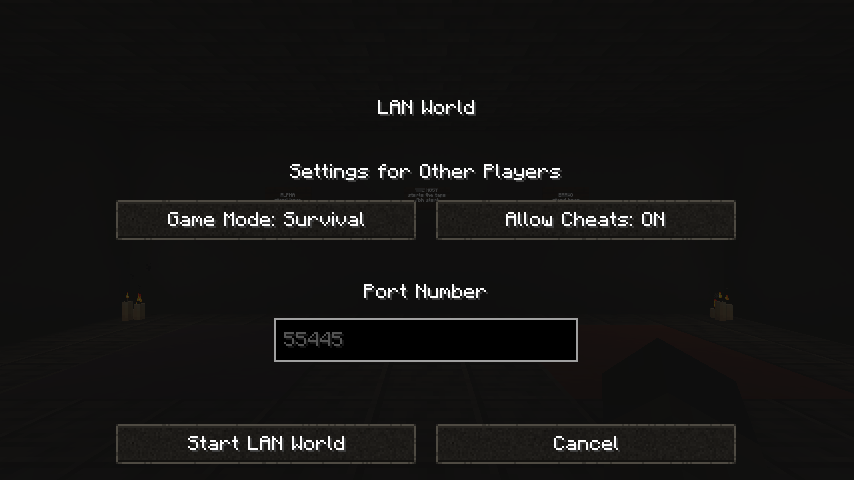 LAN World
Settings for Other Players
Game Mode: Survival
Allow Cheats: ON
Port Number
55445
Start LAN World
Cancel